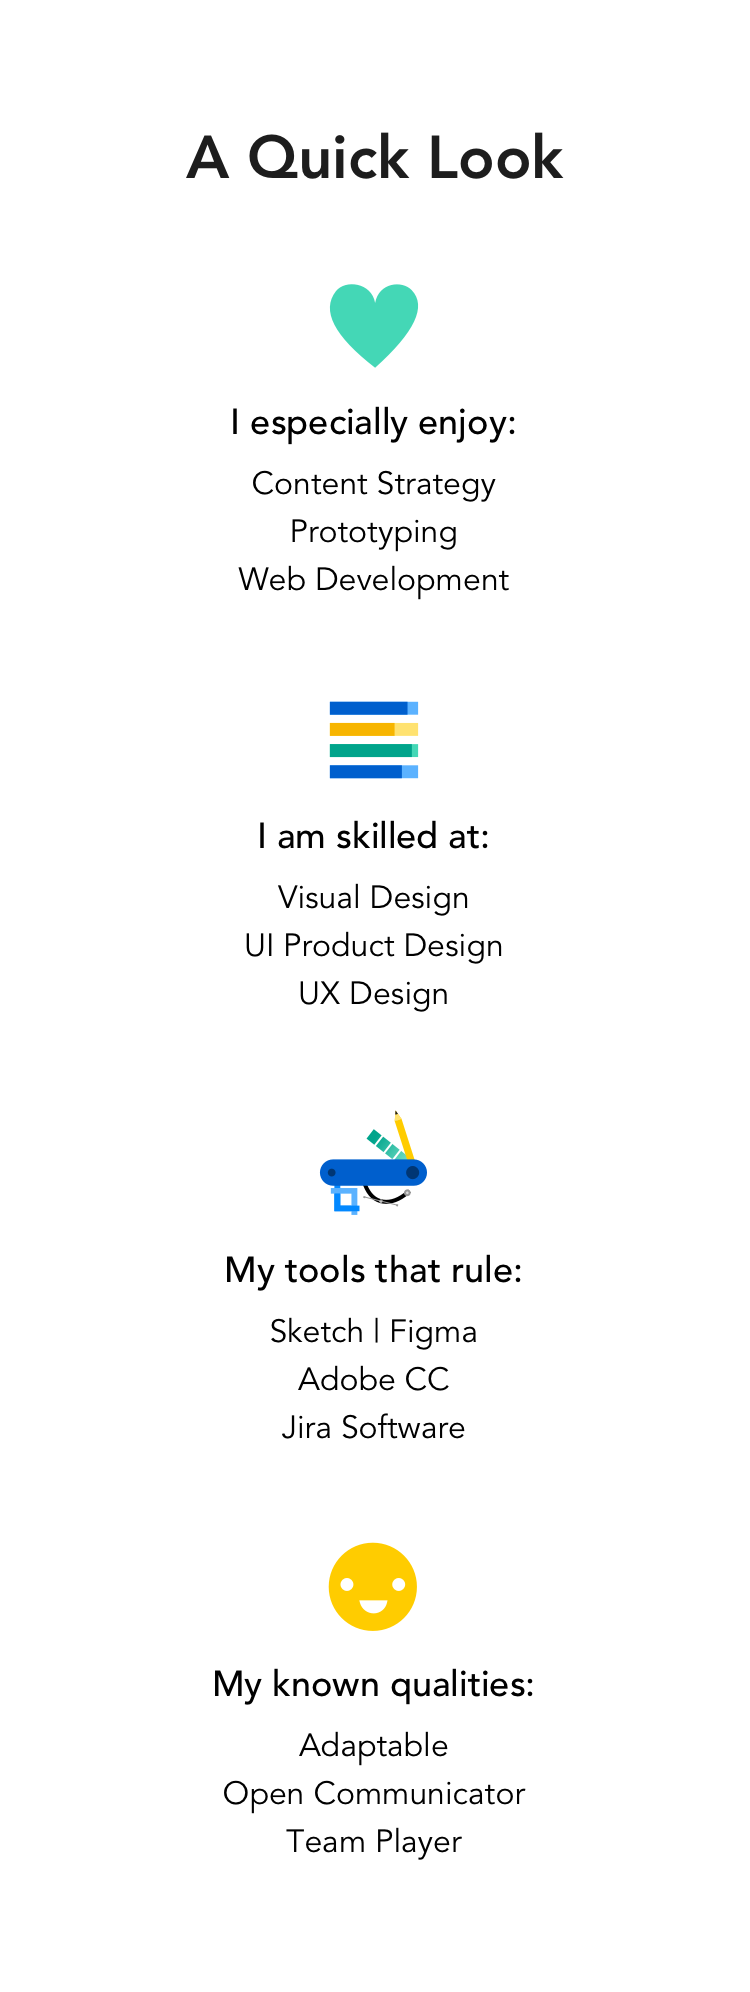 A Quick Look
I especially enjoy:
Content Strategy
Prototyping
Web Development
I am skilled at:
Visual Design
UI Product Design
UX Design
My tools that rule:
Sketch | Figma
Adobe CC
Jira Software
My known qualities:
Adaptable
Open Communicator
Team Player